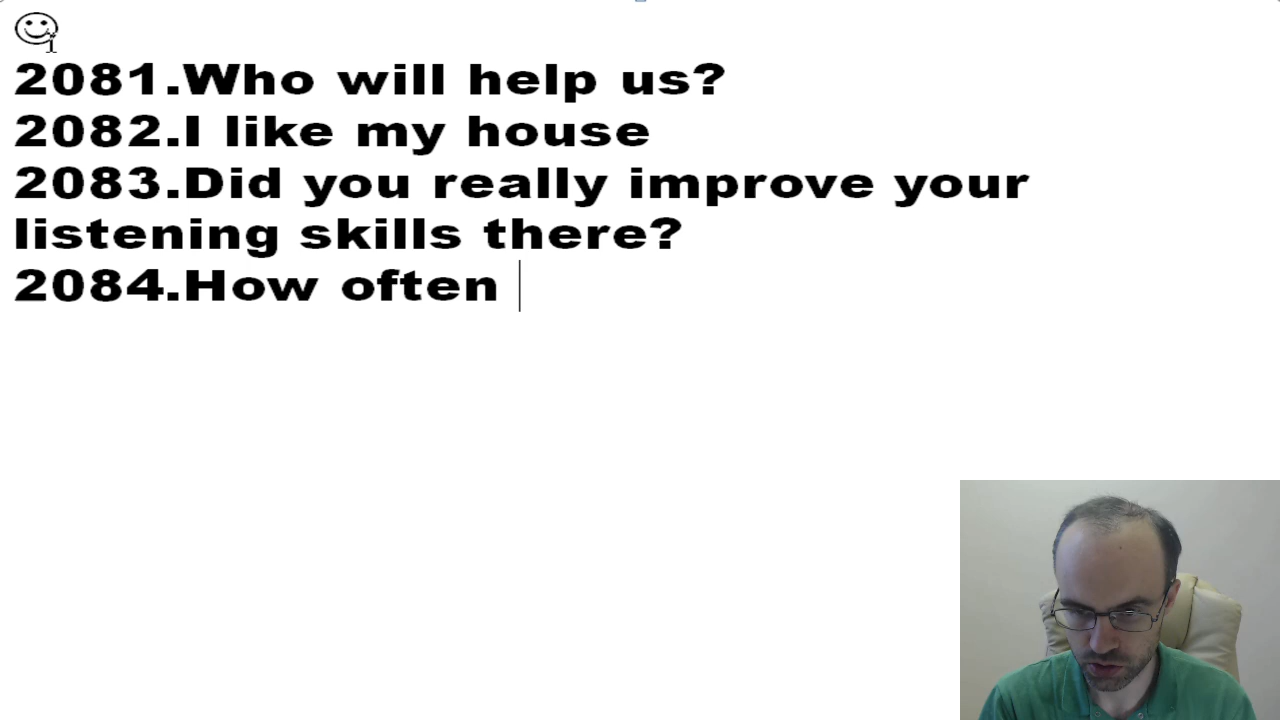 2081.Who will help us?
2082.I like my house
2083.Did you really improve your
listening skills there?
2084.How often